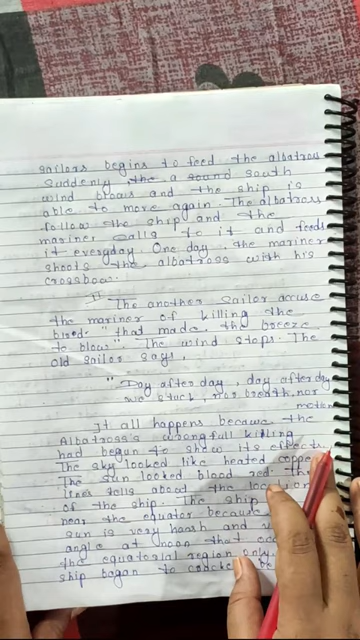 sailors begins to feed the albatross
Suddenly the a sound south
wind blows and the ship is
able to move again. The albatross
follow the ship and the
mariner calls to it and feeds
it everyday One day, the mariner
shoots the albatross with his
crossbow.
II The another sailor accuse
the mariner of killing the
bird. "that made the breeze
to blow." The wind stops. The
old sailor says,
"Day after day, day after day
we stuck, nor breath, nor
motion
It all happens because the
Albatross's wrongfull killing
had begun to show its effects.
The sky looked like heated copper
The sun looked blood red. The
lines tells about the location
of the ship. The ship
near the equator because
sun is very harsh and
angle at noon that
the equatorial region only.
ship began to be